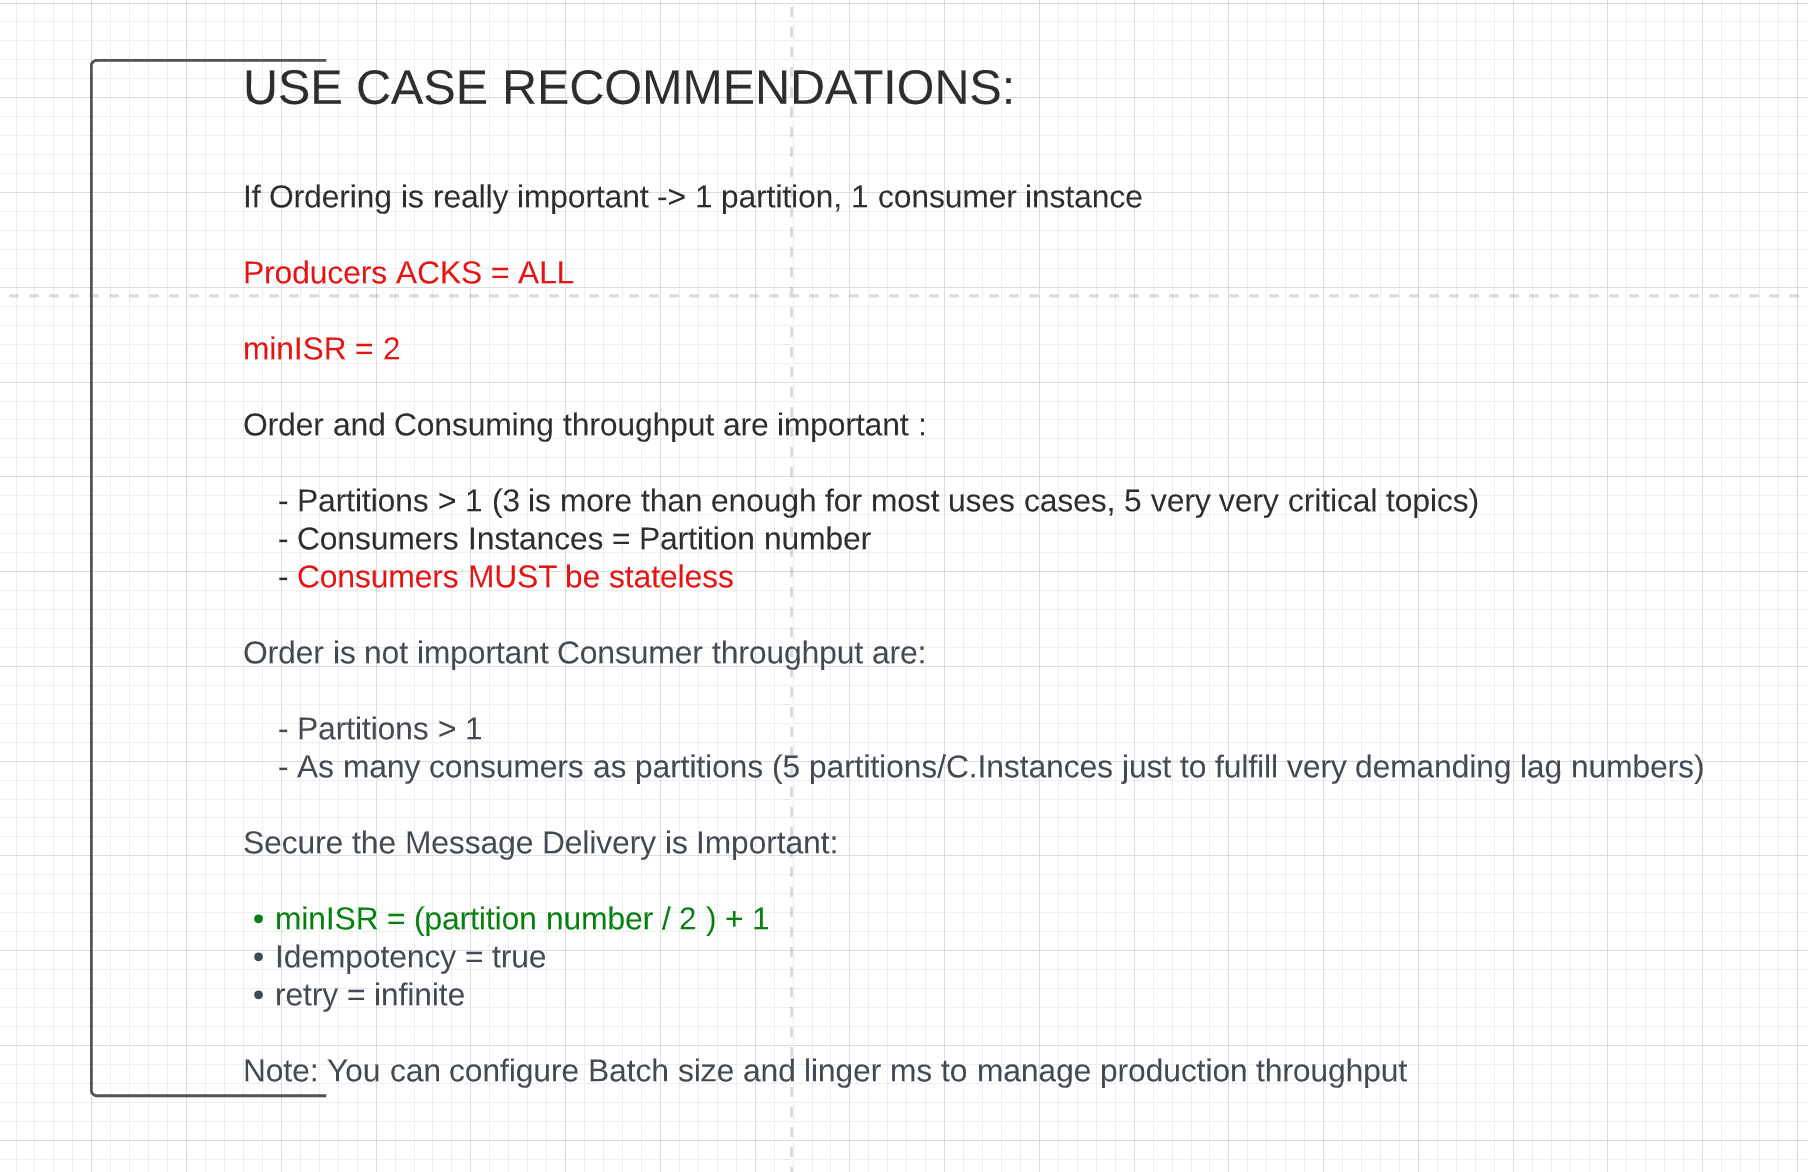 USE CASE RECOMMENDATIONS:
If Ordering is really important -> 1 partition, 1 consumer instance
Producers ACKS = ALL
minISR = 2
Order and Consuming throughput are important :
- Partitions > 1 (3 is more than enough for most uses cases, 5 very very critical topics)
- Consumers Instances = Partition number
- Consumers MUST be stateless
Order is not important Consumer throughput are:
- Partitions > 1
- As many consumers as partitions (5 partitions/C.Instances just to fulfill very demanding lag numbers)
Secure the Message Delivery is Important:
• minISR = (partition number / 2 ) + 1
• Idempotency = true
• retry = infinite
Note: You can configure Batch size and linger ms to manage production throughput